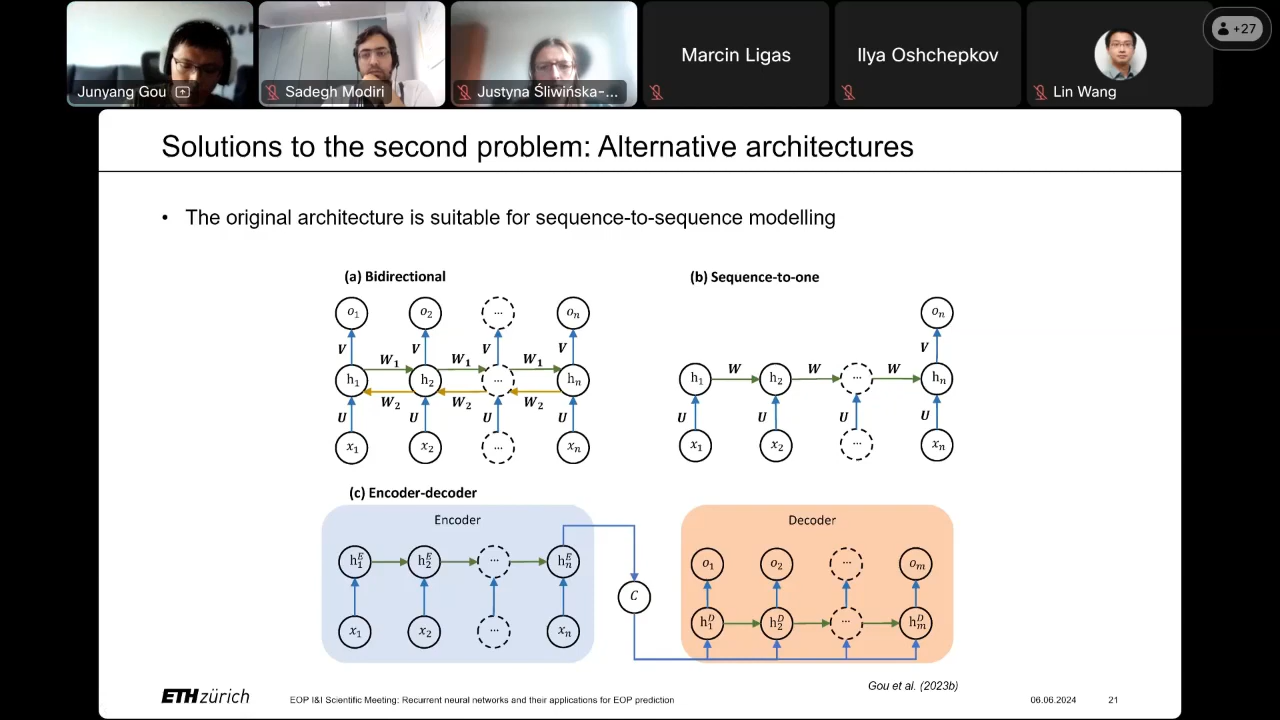 +27
Junyang Gou
Sadegh Modiri
Justyna Śliwińska-...
Marcin Ligas
Ilya Oshchepkov
Lin Wang
Solutions to the second problem: Alternative architectures
• The original architecture is suitable for sequence-to-sequence modelling
(a) Bidirectional
o₁ o₂ ... oₙ
V V V V
W₁ W₁ W₁
h₁ h₂ ... hₙ
W₂ W₂ W₂
U U U U
x₁ x₂ ... xₙ
(b) Sequence-to-one
oₙ
V
W W W
h₁ h₂ ... hₙ
U U U U
x₁ x₂ ... xₙ
(c) Encoder-decoder
Encoder
h₁ᴱ h₂ᴱ ... hₙᴱ
x₁ x₂ ... xₙ
C
Decoder
o₁ o₂ ... oₘ
h₁ᴰ h₂ᴰ ... hₘᴰ
Gou et al. (2023b)
ETH zürich
EOP I&I Scientific Meeting: Recurrent neural networks and their applications for EOP prediction
06.06.2024
21